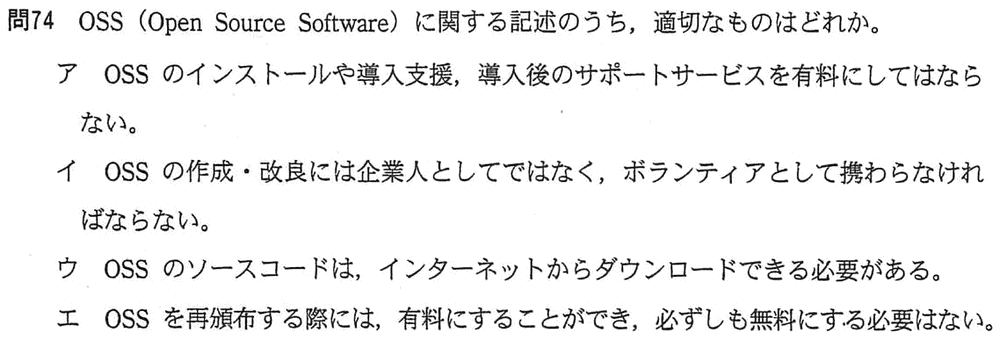 問74 OSS（Open Source Software）に関する記述のうち，適切なものはどれか。
ア OSS のインストールや導入支援，導入後のサポートサービスを有料にしてはなら
ない。
イ OSS の作成・改良には企業人としてではなく，ボランティアとして携わらなけれ
ばならない。
ウ OSS のソースコードは，インターネットからダウンロードできる必要がある。
エ OSS を再頒布する際には，有料にすることができ，必ずしも無料にする必要はない。